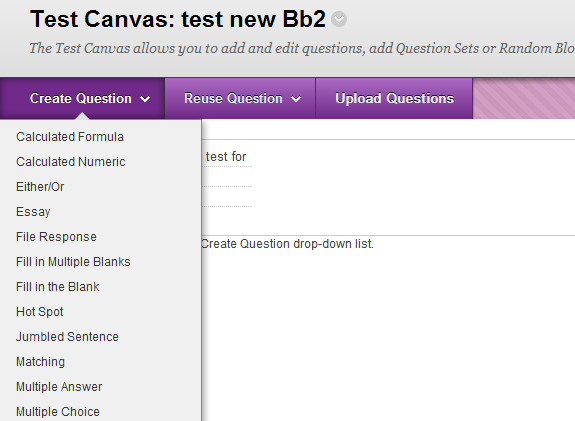 Test Canvas: test new Bb2
The Test Canvas allows you to add and edit questions, add Question Sets or Random Blo
Create Question Reuse Question Upload Questions
Calculated Formula
test for
Calculated Numeric
Either/Or
Essay
File Response
Create Question drop-down list.
Fill in Multiple Blanks
Fill in the Blank
Hot Spot
Jumbled Sentence
Matching
Multiple Answer
Multiple Choice